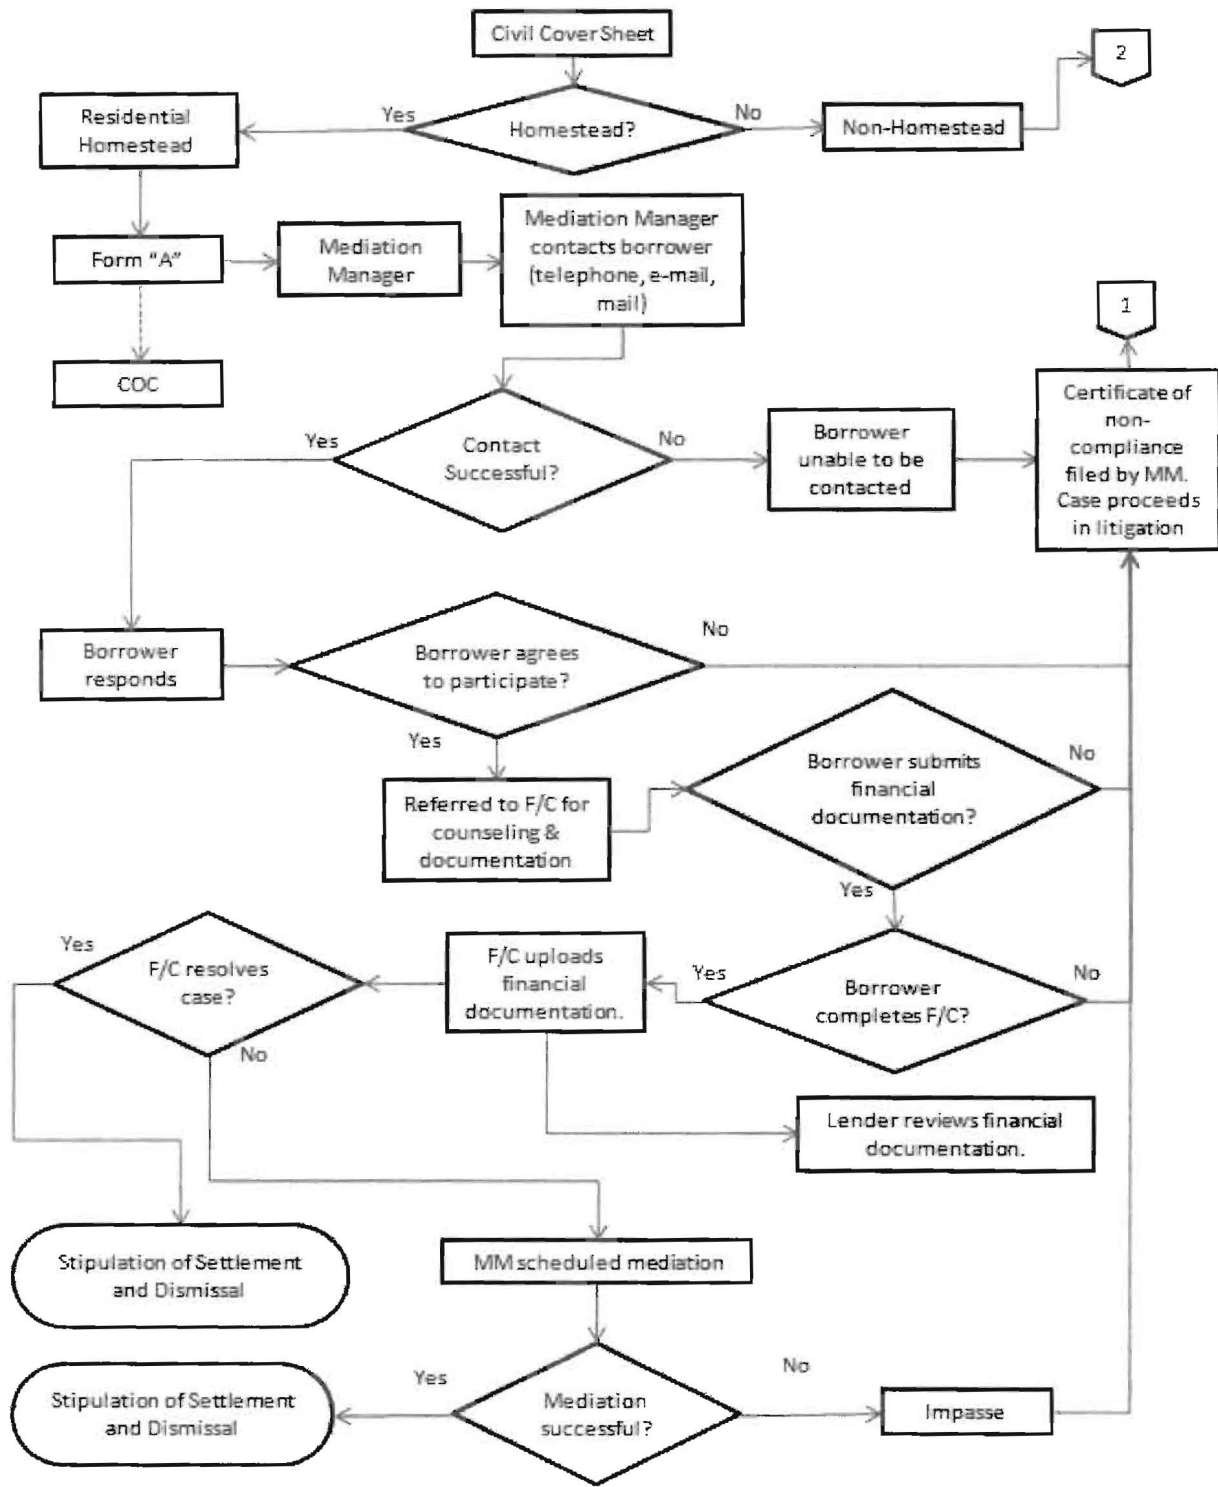 Civil Cover Sheet
2
Yes
Homestead?
No
Non-Homestead
Residential
Homestead
Form "A"
Mediation
Manager
Mediation Manager
contacts borrower
(telephone, e-mail,
mail)
1
COC
Yes
Contact
Successful?
No
Borrower
unable to be
contacted
Certificate of
non-
compliance
filed by MM.
Case proceeds
in litigation
Borrower
responds
Borrower agrees
to participate?
No
Yes
Referred to F/C for
counseling &
documentation
Borrower submits
financial
documentation?
No
Yes
Yes
F/C resolves
case?
No
F/C uploads
financial
documentation.
Yes
Borrower
completes F/C?
No
Lender reviews financial
documentation.
Stipulation of Settlement
and Dismissal
MM scheduled mediation
Stipulation of Settlement
and Dismissal
Yes
Mediation
successful?
No
Impasse